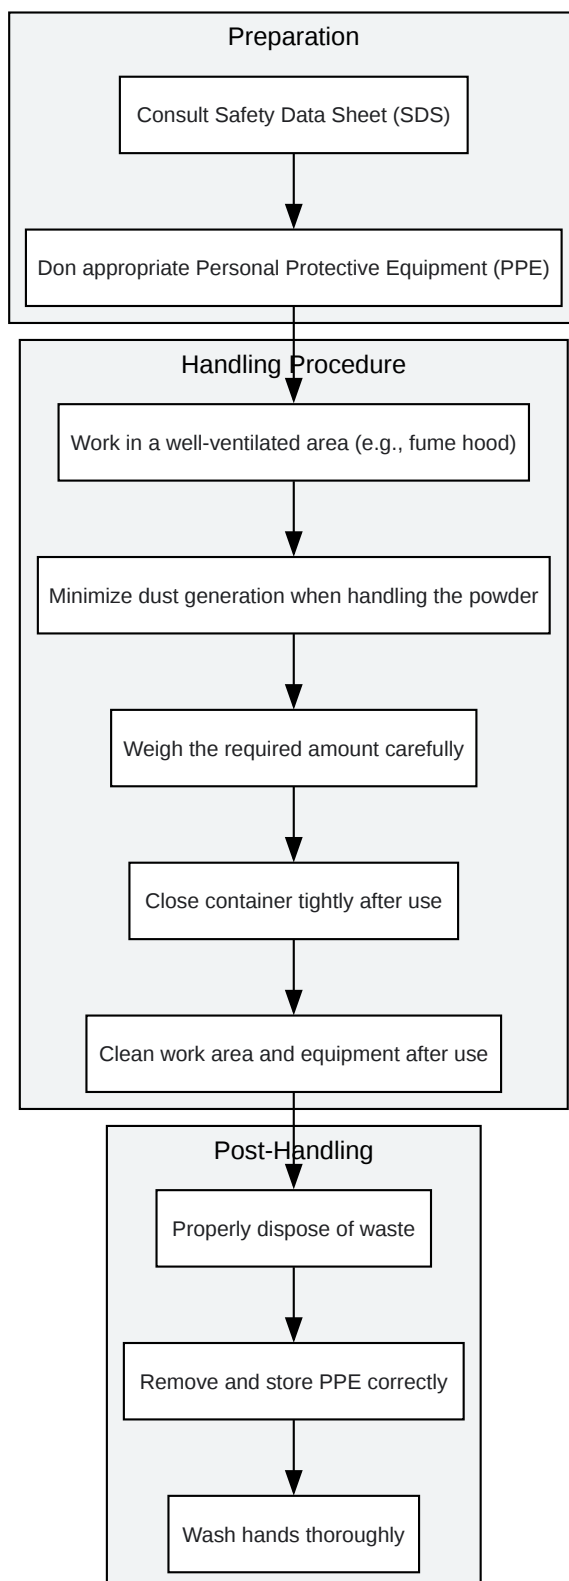 Preparation
Consult Safety Data Sheet (SDS)
Don appropriate Personal Protective Equipment (PPE)
Handling Procedure
Work in a well-ventilated area (e.g., fume hood)
Minimize dust generation when handling the powder
Weigh the required amount carefully
Close container tightly after use
Clean work area and equipment after use
Post-Handling
Properly dispose of waste
Remove and store PPE correctly
Wash hands thoroughly